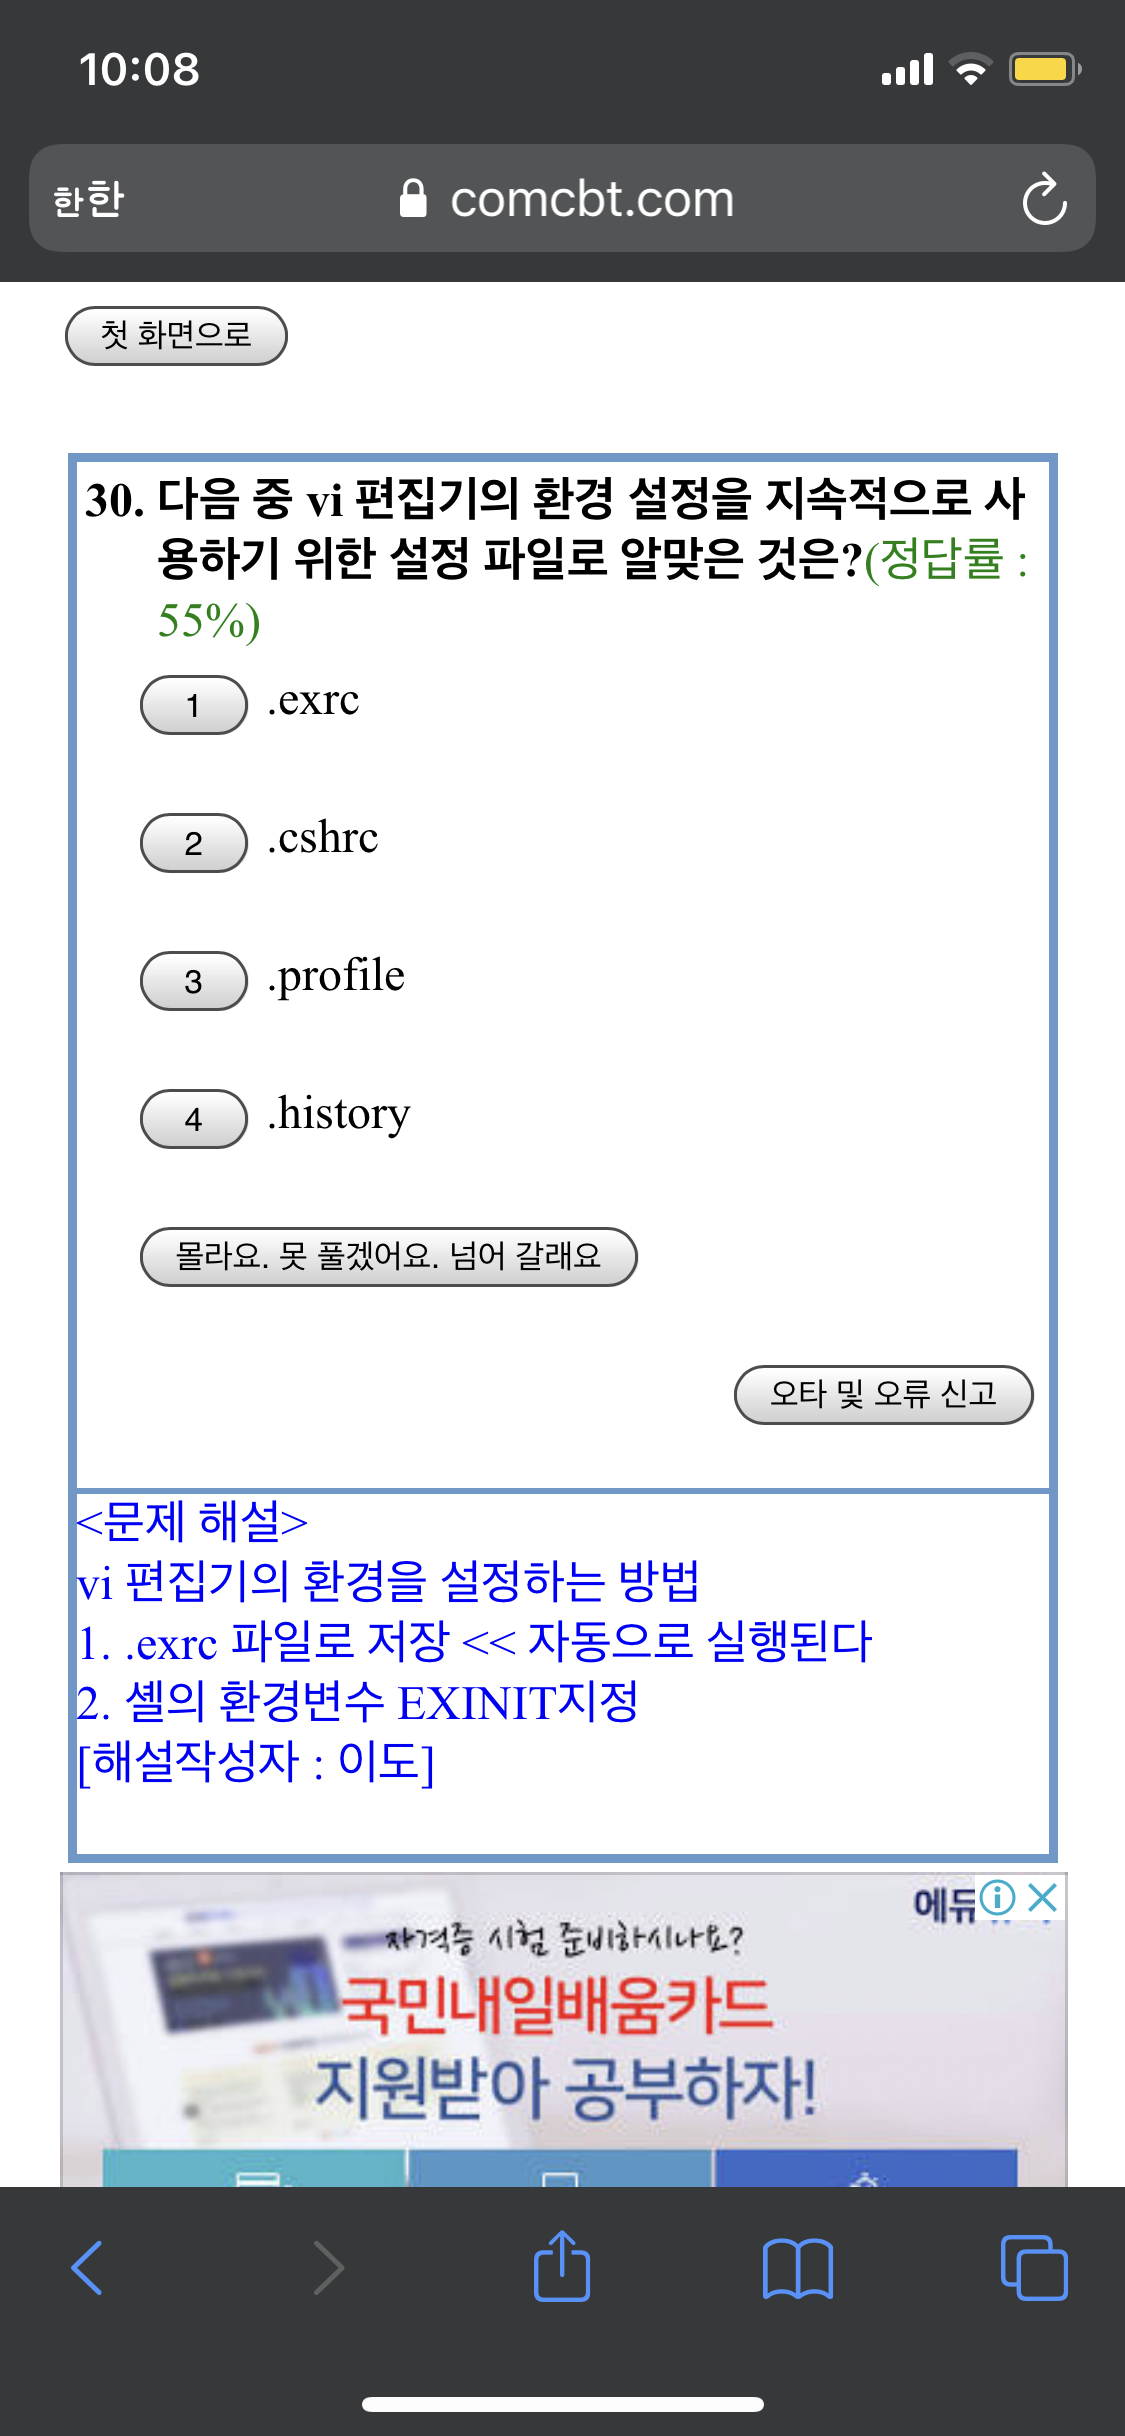 10:08
한한
comcbt.com
첫 화면으로
30. 다음 중 vi 편집기의 환경 설정을 지속적으로 사
용하기 위한 설정 파일로 알맞은 것은?(정답률 :
55%)
1 .exrc
2 .cshrc
3 .profile
4 .history
몰라요. 못 풀겠어요. 넘어 갈래요
오타 및 오류 신고
<문제 해설>
vi 편집기의 환경을 설정하는 방법
1. .exrc 파일로 저장 << 자동으로 실행된다
2. 셸의 환경변수 EXINIT지정
[해설작성자 : 이도]
자격증 시험 준비하시나요?
국민내일배움카드
지원받아 공부하자!